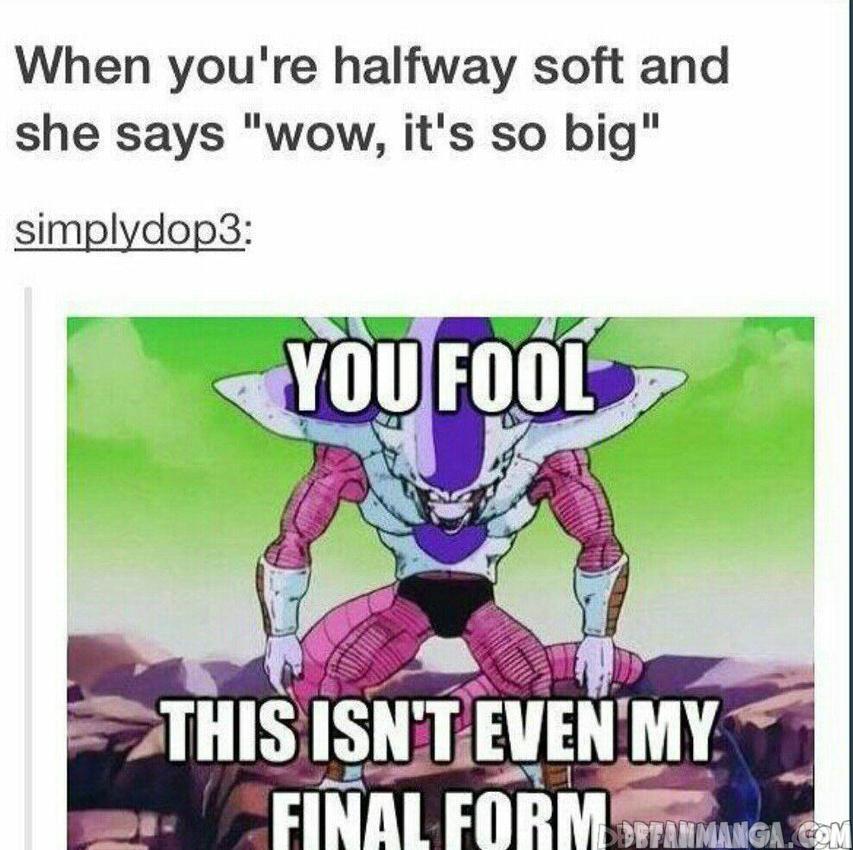 When you're halfway soft and
she says "wow, it's so big"
simplydop3:
YOU FOOL
THIS ISN'T EVEN MY
FINAL FORM
DBFANMANGA.COM